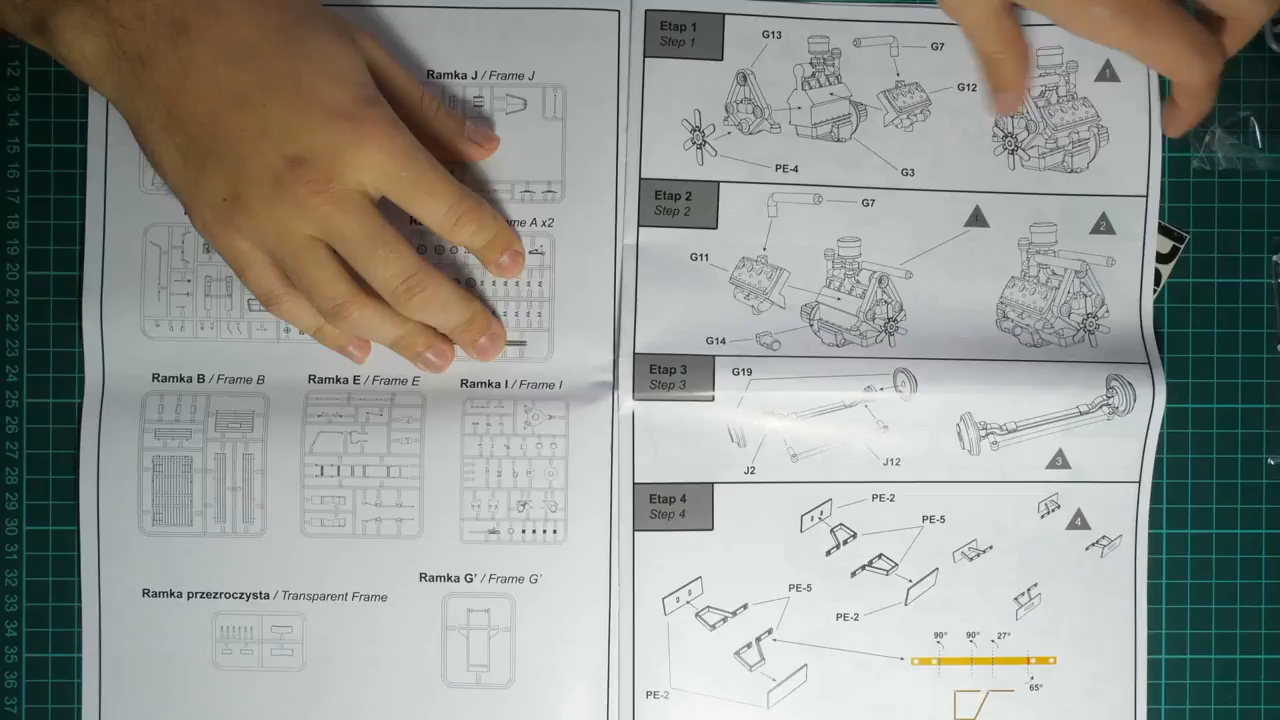 12
13
14
15
16
17
18
19
20
21
22
23
24
25
26
27
28
29
30
31
32
33
34
35
36
37
Ramka J / Frame J
me A x2
Ramka B / Frame B
Ramka E / Frame E
Ramka I / Frame I
Ramka przezroczysta / Transparent Frame
Ramka G' / Frame G'
Etap 1
Step 1
G13
G7
G12
PE-4
G3
1
Etap 2
Step 2
G7
G11
G14
1
2
Etap 3
Step 3
G19
J2
J12
3
Etap 4
Step 4
PE-2
PE-5
4
PE-5
PE-2
PE-2
90°
90°
27°
65°